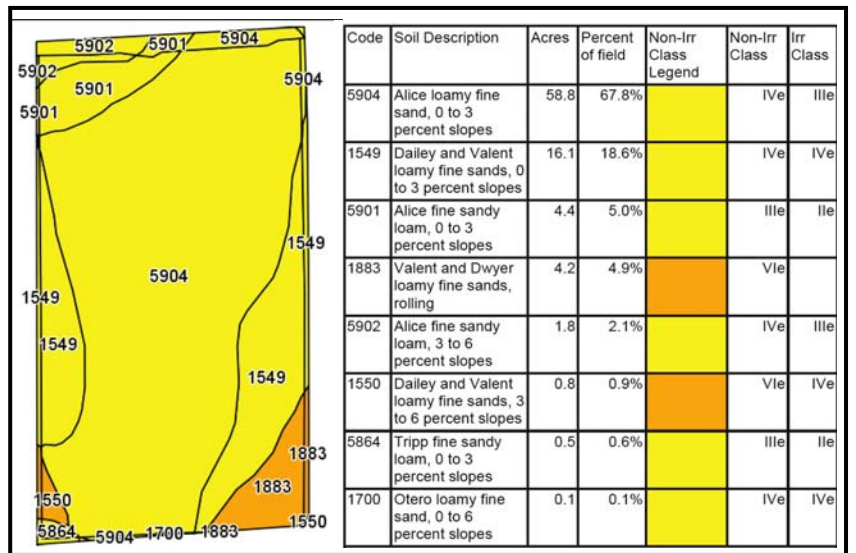 5902 5901 5904
5902 5901 5904
5901
1549
5904
1549
1549
1549
1883
1550 1883
5864 5904 1700 1883 1550
Code Soil Description Acres Percent of field Non-Irr Class Legend Non-Irr Class Irr Class
5904 Alice loamy fine 58.8 67.8% IVe IIIe
sand, 0 to 3
percent slopes
1549 Dailey and Valent 16.1 18.6% IVe IVe
loamy fine sands, 0
to 3 percent slopes
5901 Alice fine sandy 4.4 5.0% IIIe IIe
loam, 0 to 3
percent slopes
1883 Valent and Dwyer 4.2 4.9% VIe
loamy fine sands,
rolling
5902 Alice fine sandy 1.8 2.1% IVe IIIe
loam, 3 to 6
percent slopes
1550 Dailey and Valent 0.8 0.9% VIe IVe
loamy fine sands, 3
to 6 percent slopes
5864 Tripp fine sandy 0.5 0.6% IIIe IIe
loam, 0 to 3
percent slopes
1700 Otero loamy fine 0.1 0.1% IVe IVe
sand, 0 to 6
percent slopes